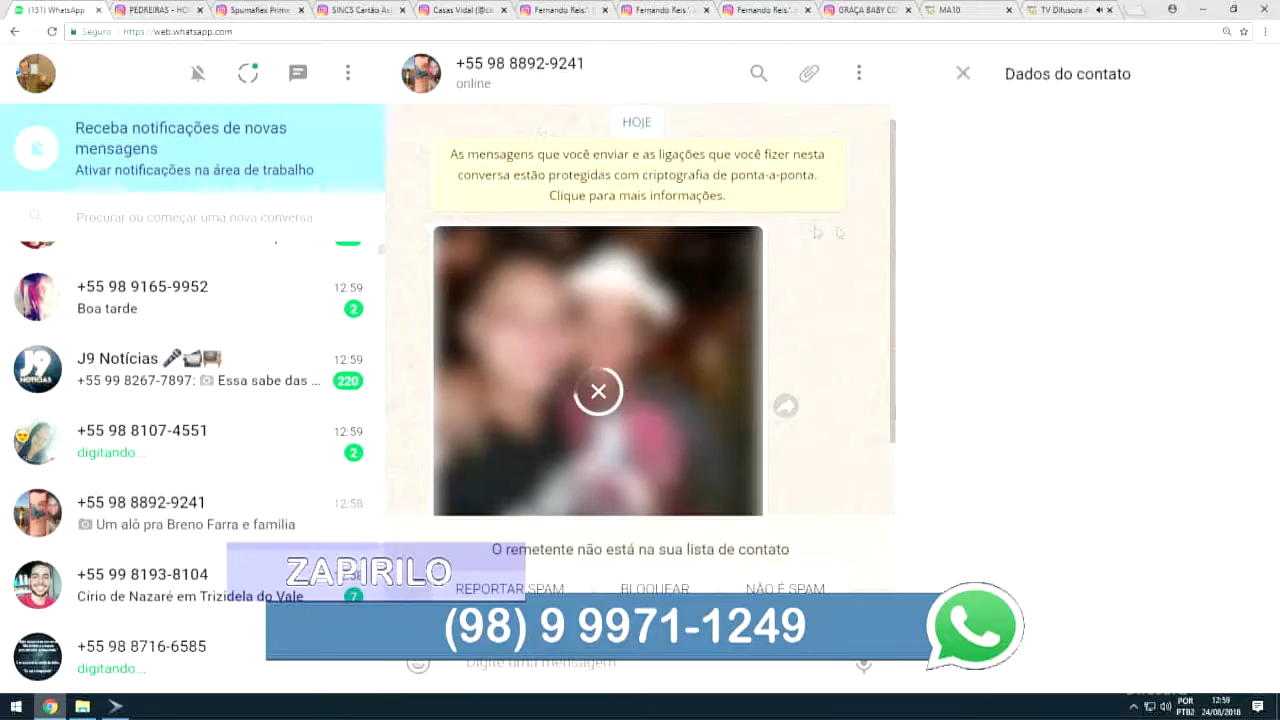 (151) WhatsApp
PEDREIRAS - HO
Spumaflex Prime
SINCS Cartão As
Casas Vidal (@ce
Fernando Reis.'
Fernando Reis.'
Fernando Reis.'
GRAÇA BABY CO
MA10
TV Difusora
Seguro
https://web.whatsapp.com
+55 98 8892-9241
online
Dados do contato
Receba notificações de novas
mensagens
Ativar notificações na área de trabalho
Procurar ou começar uma nova conversa
+55 98 9165-9952
12:59
Boa tarde
2
J9 Notícias
12:59
+55 99 8267-7897: Essa sabe das ...
220
+55 98 8107-4551
12:59
digitando...
2
+55 98 8892-9241
12:58
Um alô pra Breno Farra e família
+55 99 8193-8104
Círio de Nazaré em Trizidela do Vale
7
+55 98 8716-6585
digitando...
HOJE
As mensagens que você enviar e as ligações que você fizer nesta
conversa estão protegidas com criptografia de ponta-a-ponta.
Clique para mais informações.
O remetente não está na sua lista de contato
REPORTAR SPAM
BLOQUEAR
NÃO É SPAM
ZAPIRILO
(98) 9 9971-1249
Digite uma mensagem
POR
PTB2
12:59
24/08/2018